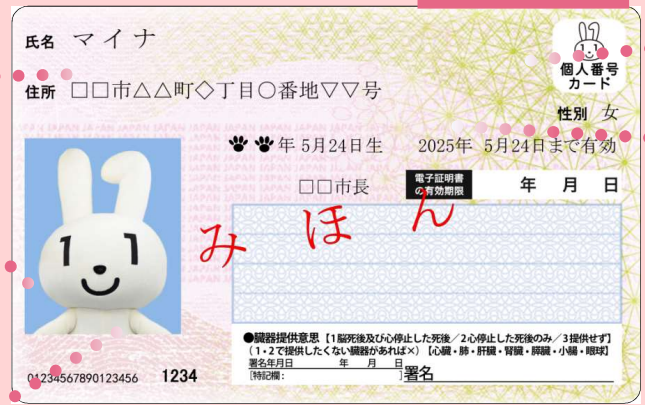 氏名 マイナ
個人番号
カード
住所 □□市△△町◇丁目○番地▽▽号
性別 女
年 5月24日生 2025年 5月24日まで有効
□□市長 電子証明書
の有効期限 年 月 日
みほん
●臓器提供意思【1脳死後及び心停止した死後／2心停止した死後のみ／3提供せず】
（1・2で提供したくない臓器があれば×）【心臓・肺・肝臓・腎臓・膵臓・小腸・眼球】
署名年月日 年 月 日
［特記欄： ］署名
01234567890123456 1234